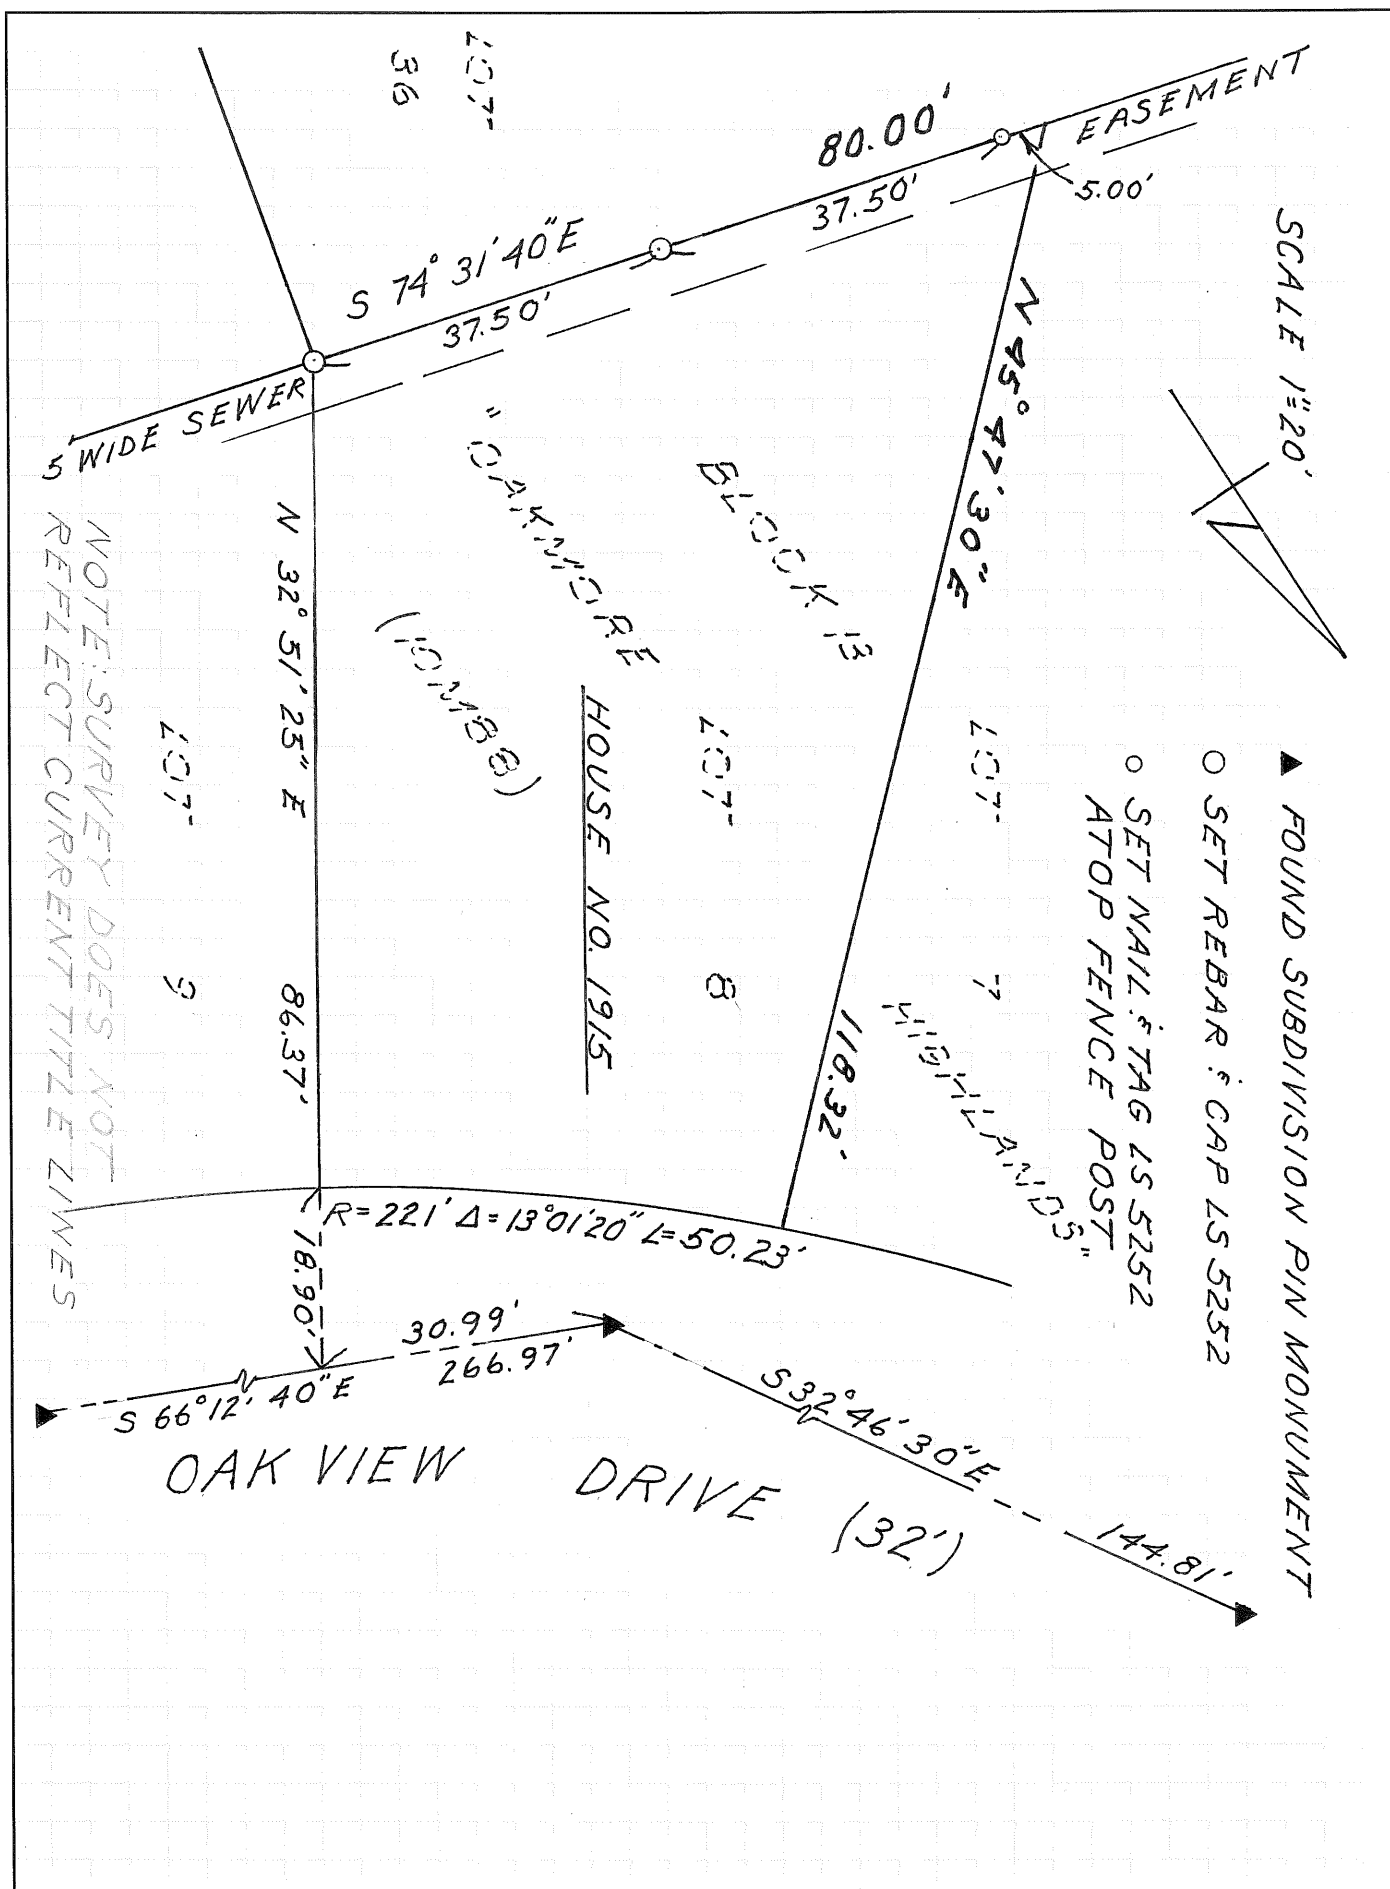 LOT
36
80.00'
EASEMENT
5.00'
37.50'
S 74° 31' 40" E
37.50'
5' WIDE SEWER
SCALE 1"=20'
N 45° 47' 30" E
118.32'
BLOCK 13
"OAKMORE
HIGHLANDS"
(10M88)
N 32° 51' 25" E
86.37'
HOUSE NO. 1915
LOT 7
LOT 8
LOT 9
▲ FOUND SUBDIVISION PIN MONUMENT
○ SET REBAR & CAP LS 5252
○ SET NAIL & TAG LS 5252
ATOP FENCE POST
NOTE: SURVEY DOES NOT
REFLECT CURRENT TITLE LINES
R=221' Δ=13°01'20" L=50.23'
18.90'
30.99'
266.97'
S 66°12' 40" E
S 32° 46' 30" E
144.81'
OAK VIEW DRIVE (32')